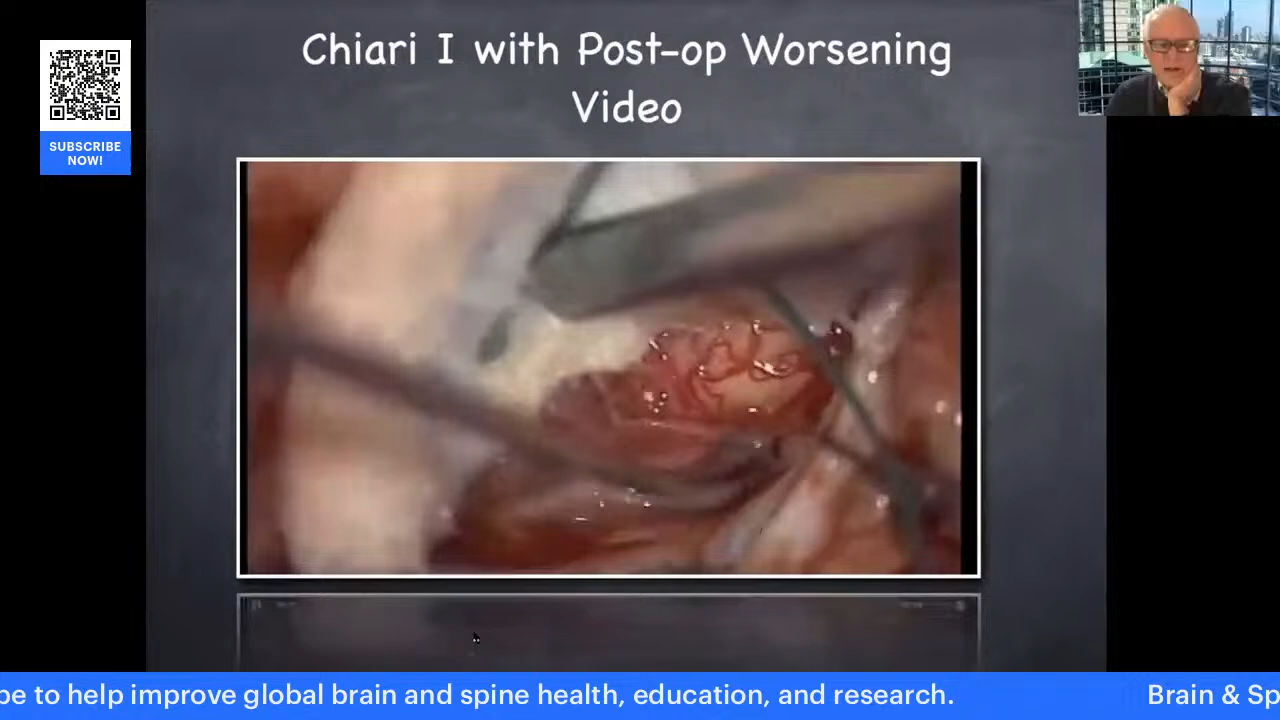 Chiari I with Post-op Worsening
Video
SUBSCRIBE
NOW!
be to help improve global brain and spine health, education, and research.
Brain & Sp